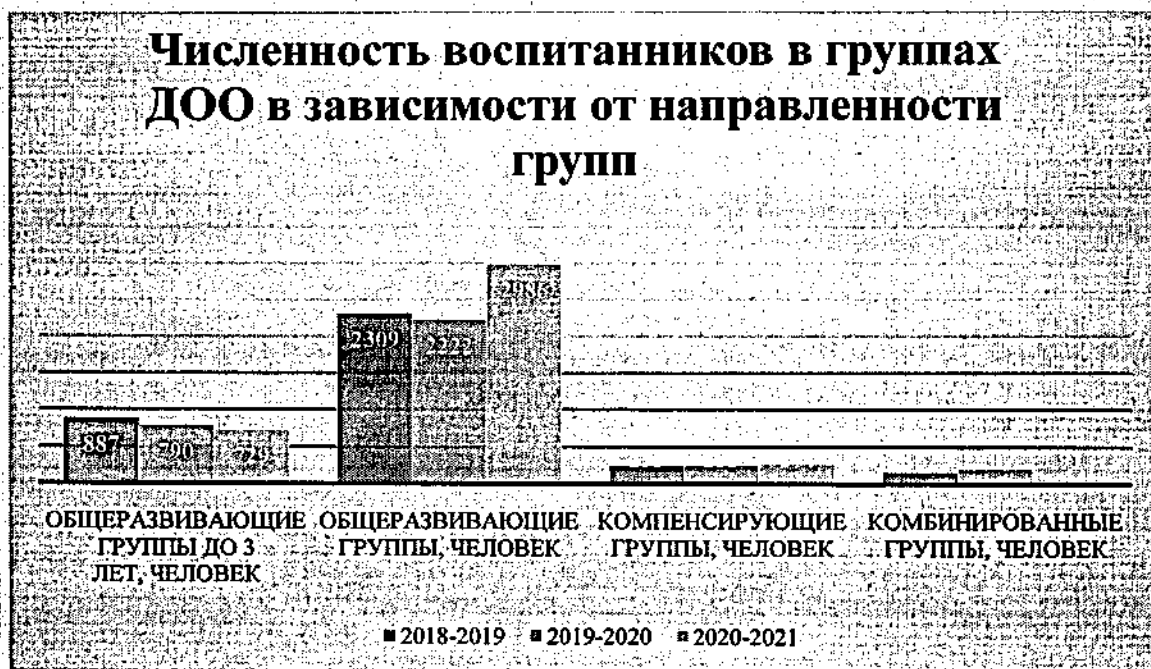 Численность воспитанников в группах
ДОО в зависимости от направленности
групп
887
790
729
2309
2222
ОБЩЕРАЗВИВАЮЩИЕ
ГРУППЫ ДО 3
ЛЕТ, ЧЕЛОВЕК
ОБЩЕРАЗВИВАЮЩИЕ
ГРУППЫ, ЧЕЛОВЕК
КОМПЕНСИРУЮЩИЕ
ГРУППЫ, ЧЕЛОВЕК
КОМБИНИРОВАННЫЕ
ГРУППЫ, ЧЕЛОВЕК
2018-2019 2019-2020 2020-2021